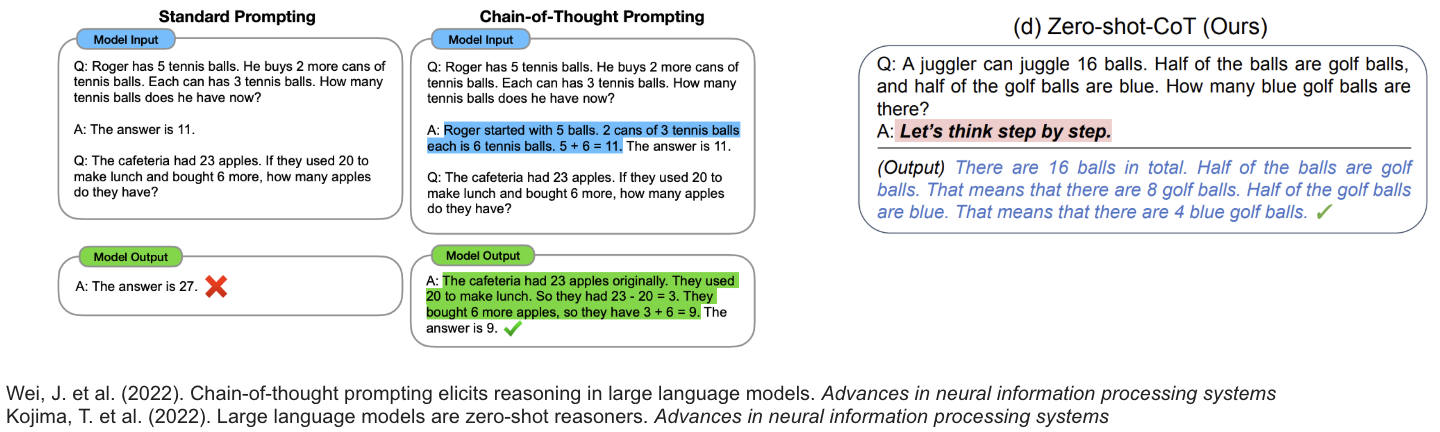 Standard Prompting
Model Input
Q: Roger has 5 tennis balls. He buys 2 more cans of
tennis balls. Each can has 3 tennis balls. How many
tennis balls does he have now?
A: The answer is 11.
Q: The cafeteria had 23 apples. If they used 20 to
make lunch and bought 6 more, how many apples
do they have?
Model Output
A: The answer is 27.
Chain-of-Thought Prompting
Model Input
Q: Roger has 5 tennis balls. He buys 2 more cans of
tennis balls. Each can has 3 tennis balls. How many
tennis balls does he have now?
A: Roger started with 5 balls. 2 cans of 3 tennis balls
each is 6 tennis balls. 5 + 6 = 11. The answer is 11.
Q: The cafeteria had 23 apples. If they used 20 to
make lunch and bought 6 more, how many apples
do they have?
Model Output
A: The cafeteria had 23 apples originally. They used
20 to make lunch. So they had 23 - 20 = 3. They
bought 6 more apples, so they have 3 + 6 = 9. The
answer is 9.
(d) Zero-shot-CoT (Ours)
Q: A juggler can juggle 16 balls. Half of the balls are golf balls,
and half of the golf balls are blue. How many blue golf balls are
there?
A: Let's think step by step.
(Output) There are 16 balls in total. Half of the balls are golf
balls. That means that there are 8 golf balls. Half of the golf balls
are blue. That means that there are 4 blue golf balls.
Wei, J. et al. (2022). Chain-of-thought prompting elicits reasoning in large language models. Advances in neural information processing systems
Kojima, T. et al. (2022). Large language models are zero-shot reasoners. Advances in neural information processing systems